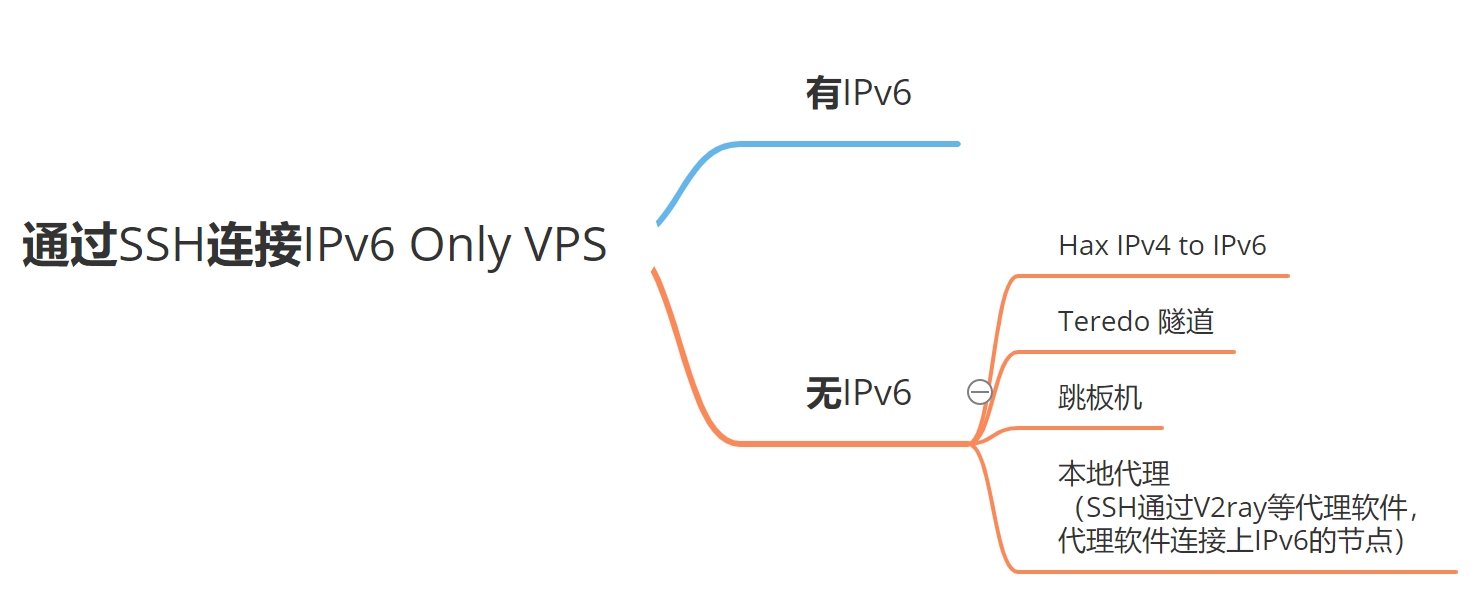 通过SSH连接IPv6 Only VPS
有IPv6
无IPv6
Hax IPv4 to IPv6
Teredo 隧道
跳板机
本地代理
（SSH通过V2ray等代理软件，
代理软件连接上IPv6的节点）